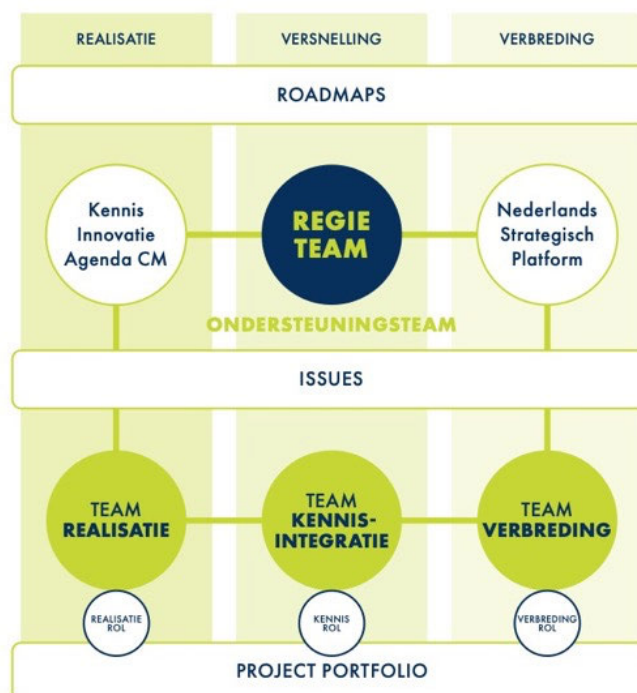 REALISATIE
VERSNELLING
VERBREDING
ROADMAPS
Kennis
Innovatie
Agenda CM
REGIE
TEAM
Nederlands
Strategisch
Platform
ONDERSTEUNINGSTEAM
ISSUES
TEAM
REALISATIE
TEAM
KENNIS-
INTEGRATIE
TEAM
VERBREDING
REALISATIE
ROL
KENNIS
ROL
VERBREDING
ROL
PROJECT PORTFOLIO